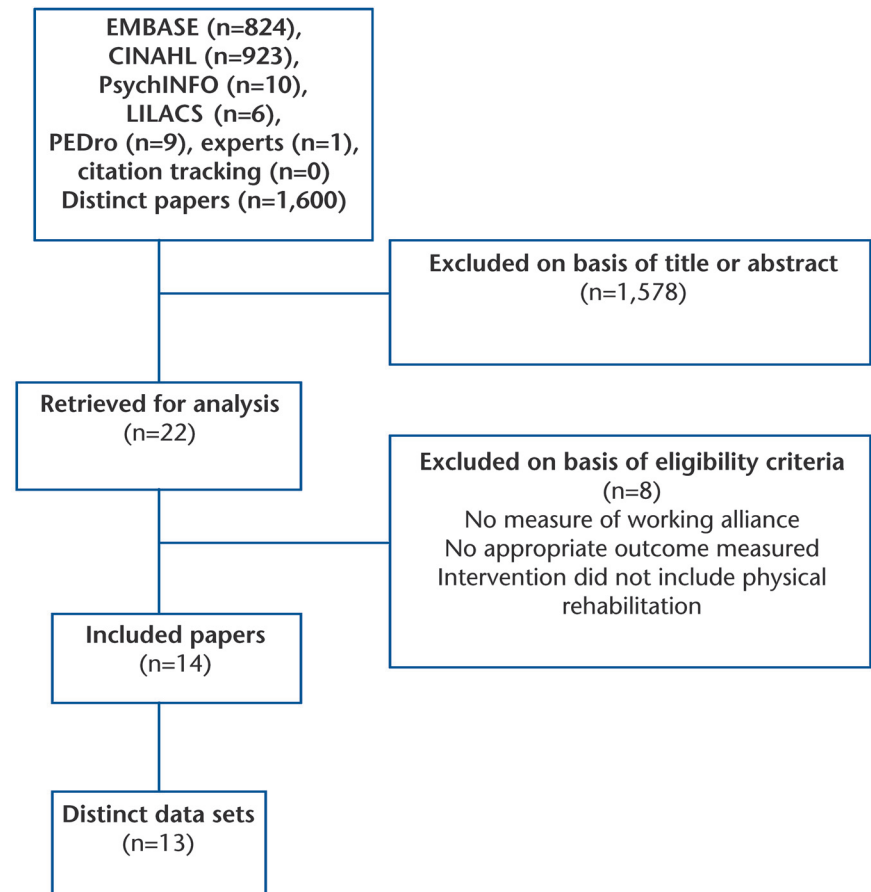 EMBASE (n=824),
CINAHL (n=923),
PsychINFO (n=10),
LILACS (n=6),
PEDro (n=9), experts (n=1),
citation tracking (n=0)
Distinct papers (n=1,600)
Excluded on basis of title or abstract
(n=1,578)
Retrieved for analysis
(n=22)
Excluded on basis of eligibility criteria
(n=8)
No measure of working alliance
No appropriate outcome measured
Intervention did not include physical
rehabilitation
Included papers
(n=14)
Distinct data sets
(n=13)